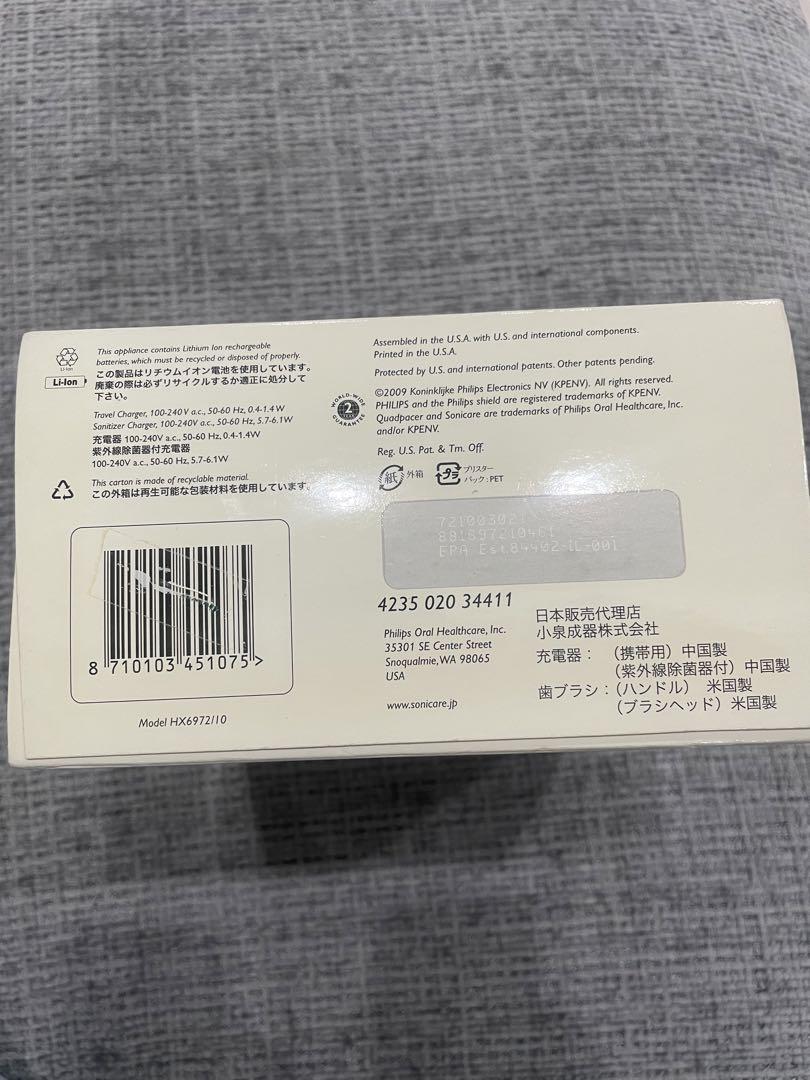 Li-Ion
Li-Ion
This appliance contains Lithium Ion rechargeable
batteries, which must be recycled or disposed of properly.
この製品はリチウムイオン電池を使用しています。
廃棄の際は必ずリサイクルするか適正に処分して
下さい。
Travel Charger, 100-240 V a.c., 50-60 Hz, 0.4-1.4 W
Sanitizer Charger, 100-240V a.c., 50-60 Hz, 5.7-6.1W
充電器 100-240V a.c., 50-60 Hz, 0.4-1.4W
紫外線除菌器付充電器
100-240V a.c., 50-60 Hz, 5.7-6.1W
This carton is made of recyclable material.
この外箱は再生可能な包装材料を使用しています。
8 710103 451075 >
Model HX6972/10
WORLD-WIDE
2
YEARS
GUARANTEE
Assembled in the U.S.A. with U.S. and international components.
Printed in the U.S.A.
Protected by U.S. and international patents. Other patents pending.
©2009 Koninklijke Philips Electronics NV (KPENV). All rights reserved.
PHILIPS and the Philips shield are registered trademarks of KPENV.
Quadpacer and Sonicare are trademarks of Philips Oral Healthcare, Inc.
and/or KPENV.
Reg. U.S. Pat. & Tm. Off.
紙 外箱
プラ ブリスター
パック : PET
EPA Est.84402-IL-001
4235 020 34411
Philips Oral Healthcare, Inc.
35301 SE Center Street
Snoqualmie, WA 98065
USA
www.sonicare.jp
日本販売代理店
小泉成器株式会社
充電器： （携帯用）中国製
（紫外線除菌器付）中国製
歯ブラシ：（ハンドル） 米国製
（ブラシヘッド）米国製